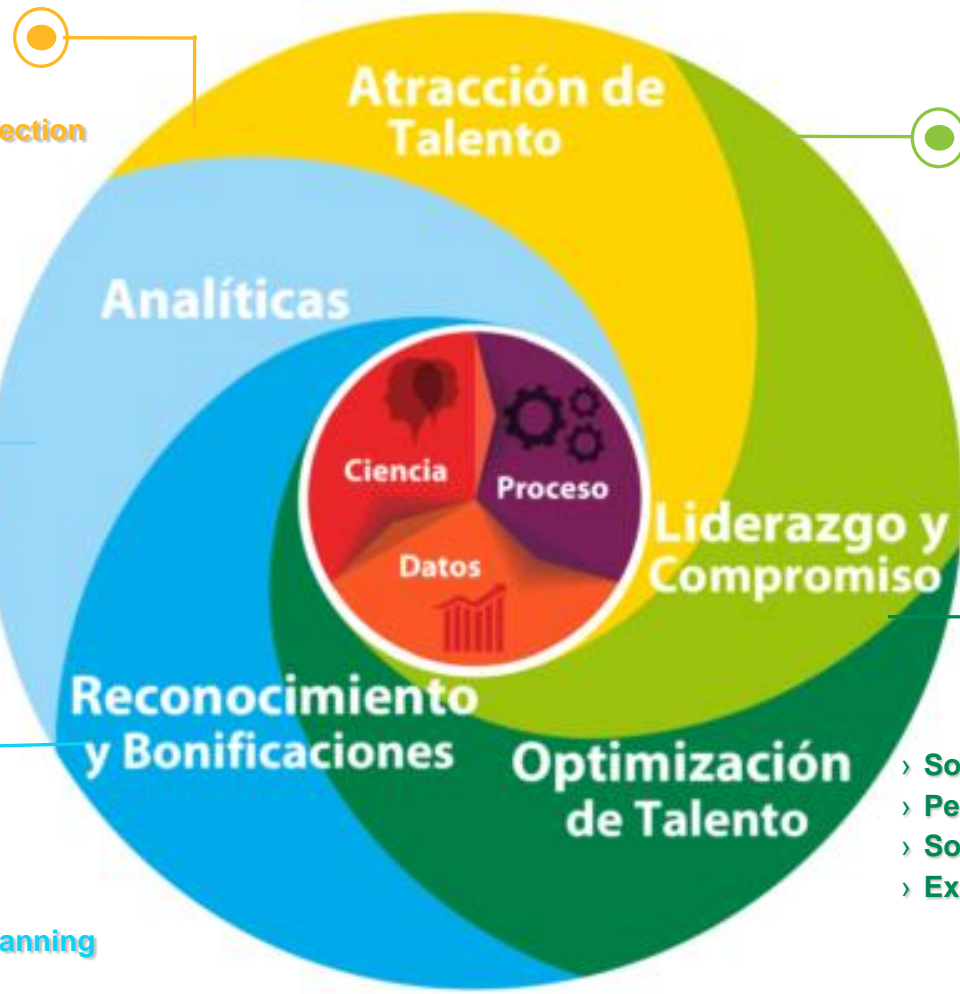 Atracción de
Talento
ection
Analíticas
Ciencia
Proceso
Datos
Liderazgo y
Compromiso
Reconocimiento
y Bonificaciones
Optimización
de Talento
› So
› Pe
› So
› Ex
anning